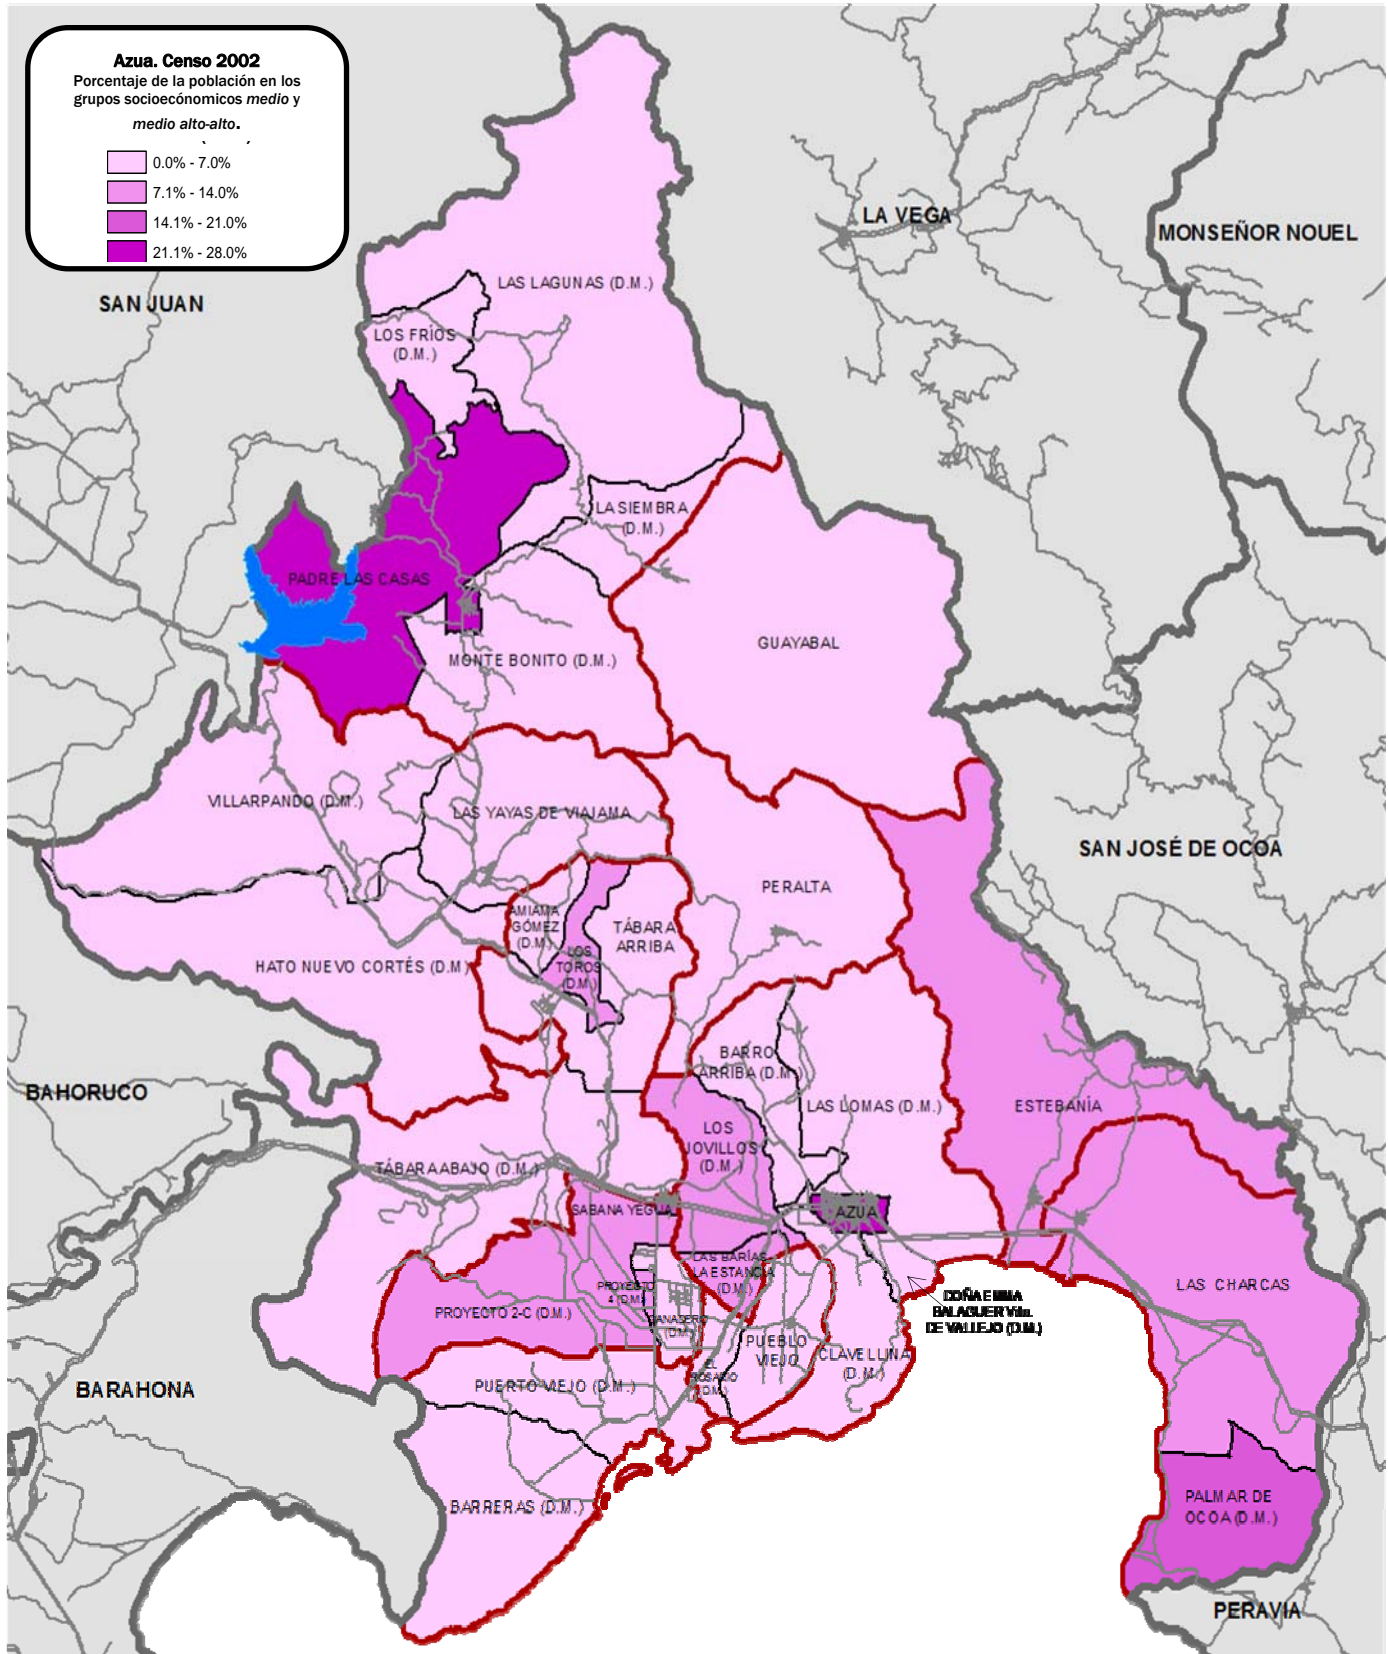 Azua. Censo 2002
Porcentaje de la población en los
grupos socioecónomicos medio y
medio alto-alto.
0.0% - 7.0%
7.1% - 14.0%
14.1% - 21.0%
21.1% - 28.0%
LA VEGA
MONSEÑOR NOUEL
SAN JUAN
LAS LAGUNAS (D.M.)
LOS FRÍOS
(D.M.)
LA SIEMBRA
(D.M.)
PADRE LAS CASAS
GUAYABAL
MONTE BONITO (D.M.)
VILLARPANDO (D.M.)
LAS YAYAS DE VIAJAMA
SAN JOSÉ DE OCOA
PERALTA
AMIAMA
GÓMEZ
(D.M.)
TÁBARA
ARRIBA
LOS
TOROS
(D.M.)
HATO NUEVO CORTÉS (D.M)
BARRO
ARRIBA (D.M.)
BAHORUCO
LAS LOMAS (D.M.)
ESTEBANÍA
LOS
JOVILLOS
(D.M.)
TÁBARA ABAJO (D.M.)
SABANA YEGUA
AZUA
LAS BARÍAS-
LA ESTANCIA
(D.M.)
PROYECTO
4 (D.M.)
LAS CHARCAS
DOÑA EMMA
BALAGUER Vda.
DE VALLEJO (D.M.)
PROYECTO 2-C (D.M.)
GANADERO
(D.M.)
PUEBLO
VIEJO
CLAVELLINA
(D.M.)
EL
ROSARIO
(D.M.)
BARAHONA
PUERTO VIEJO (D.M.)
BARRERAS (D.M.)
PALMAR DE
OCOA (D.M.)
PERAVIA